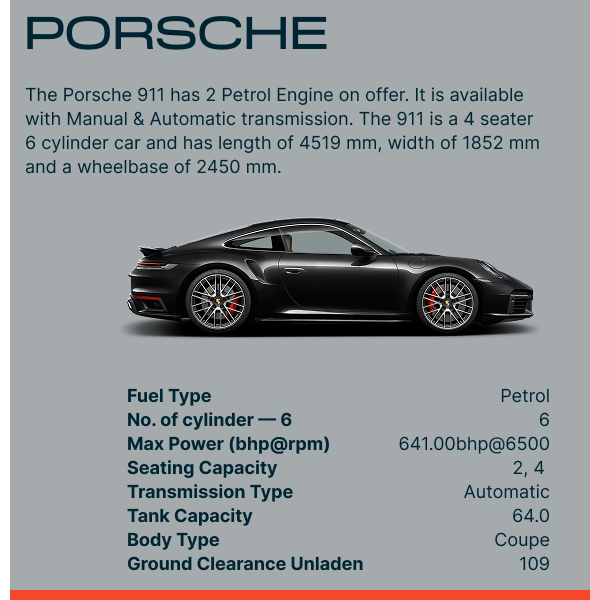 PORSCHE
The Porsche 911 has 2 Petrol Engine on offer. It is available
with Manual & Automatic transmission. The 911 is a 4 seater
6 cylinder car and has length of 4519 mm, width of 1852 mm
and a wheelbase of 2450 mm.
Fuel Type Petrol
No. of cylinder — 6 6
Max Power (bhp@rpm) 641.00bhp@6500
Seating Capacity 2, 4
Transmission Type Automatic
Tank Capacity 64.0
Body Type Coupe
Ground Clearance Unladen 109